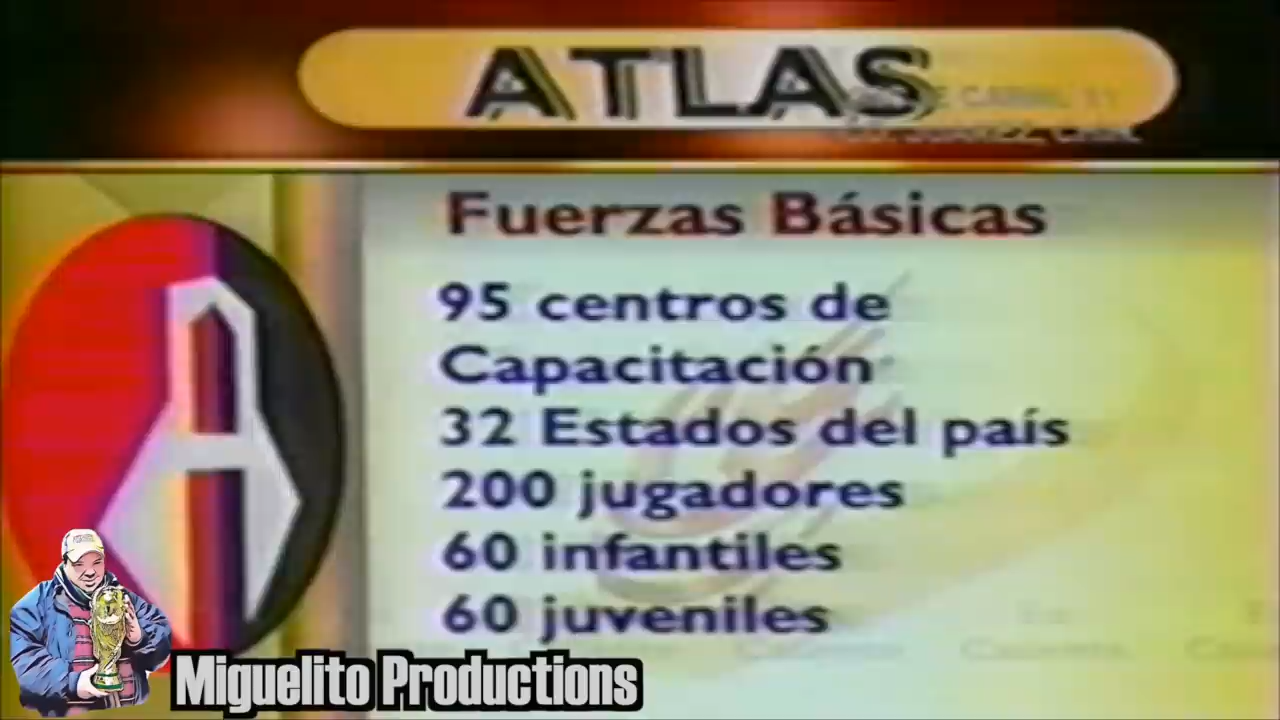 ATLAS
Fuerzas Básicas
95 centros de
Capacitación
32 Estados del país
200 jugadores
60 infantiles
60 juveniles
Miguelito Productions